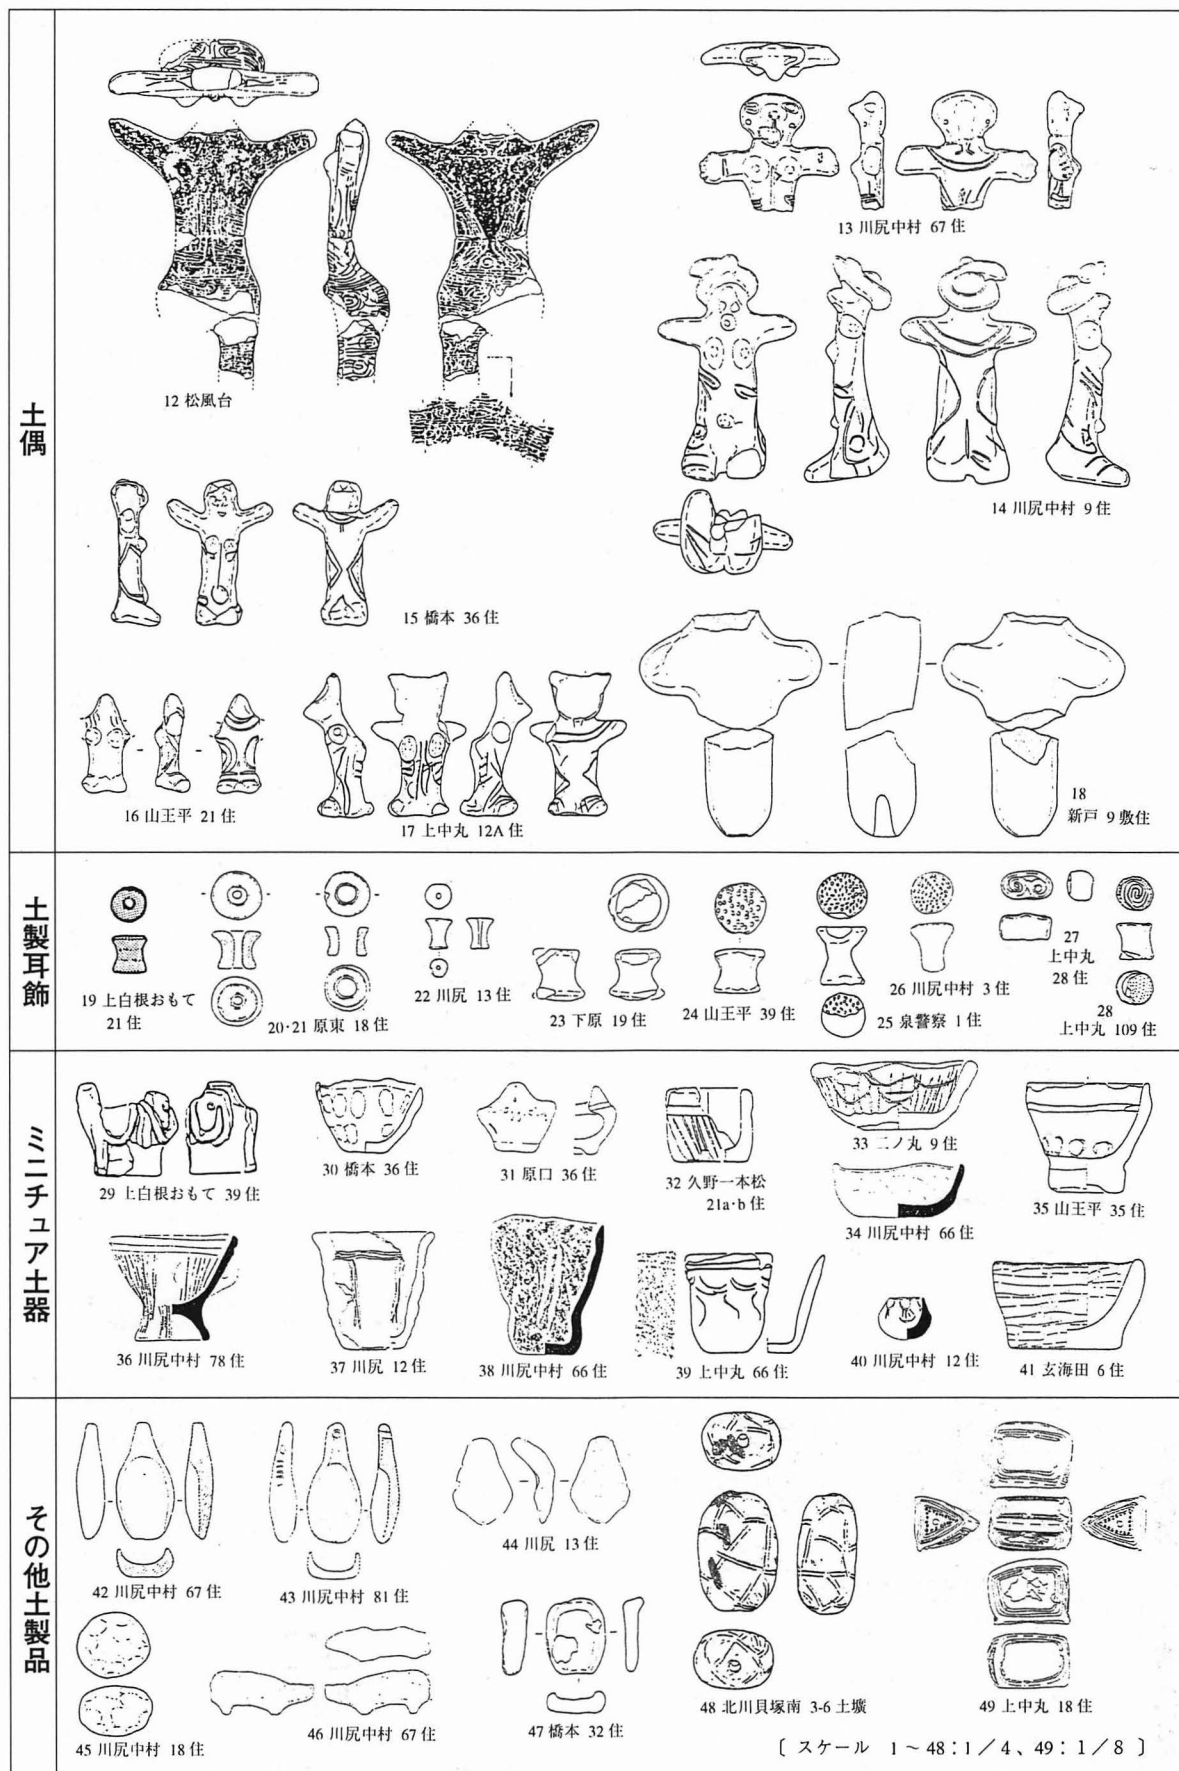 土偶
12 松風台
13 川尻中村 67住
14 川尻中村 9住
15 橋本 36住
16 山王平 21住
17 上中丸 12A住
18
新戸 9敷住
土製耳飾
19 上白根おもて
21住
20・21 原東 18住
22 川尻 13住
23 下原 19住
24 山王平 39住
25 泉警察 1住
26 川尻中村 3住
27
上中丸
28住
28
上中丸 109住
ミニチュア土器
29 上白根おもて 39住
30 橋本 36住
31 原口 36住
32 久野一本松
21a・b住
33 二ノ丸 9住
34 川尻中村 66住
35 山王平 35住
36 川尻中村 78住
37 川尻 12住
38 川尻中村 66住
39 上中丸 66住
40 川尻中村 12住
41 玄海田 6住
その他土製品
42 川尻中村 67住
43 川尻中村 81住
44 川尻 13住
45 川尻中村 18住
46 川尻中村 67住
47 橋本 32住
48 北川貝塚南 3-6土壙
49 上中丸 18住
〔 スケール 1～48：1／4、49：1／8 〕